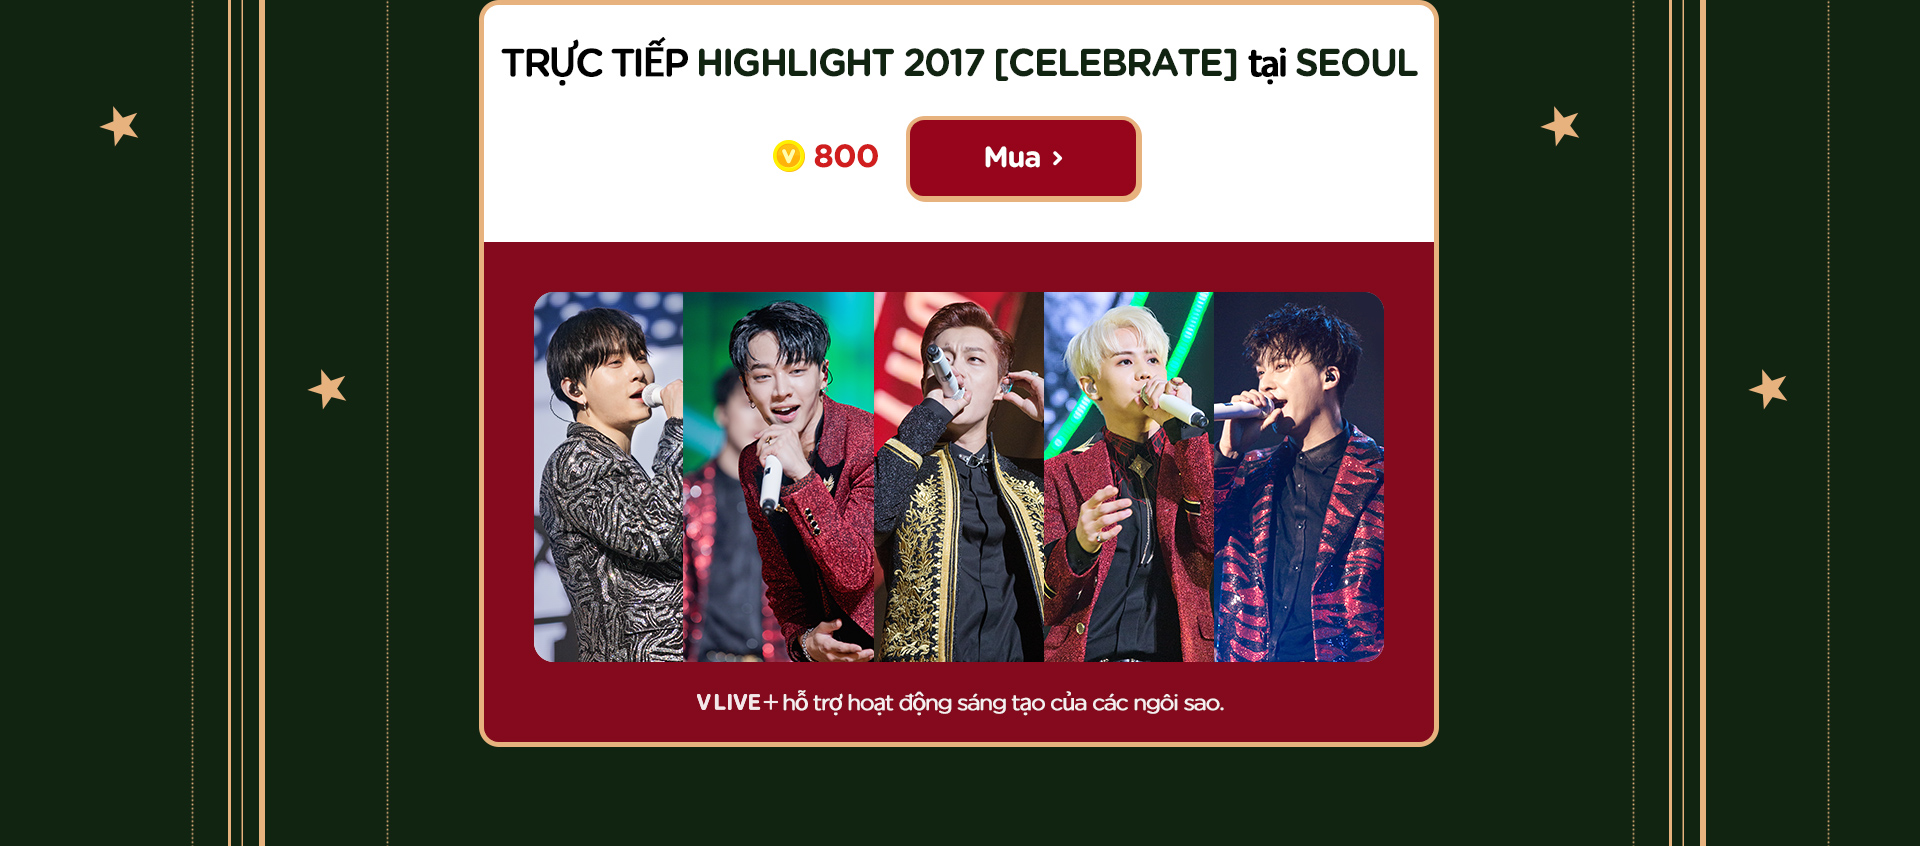 TRỰC TIẾP HIGHLIGHT 2017 [CELEBRATE] tại SEOUL
V 800 Mua >
V LIVE+ hỗ trợ hoạt động sáng tạo của các ngôi sao.